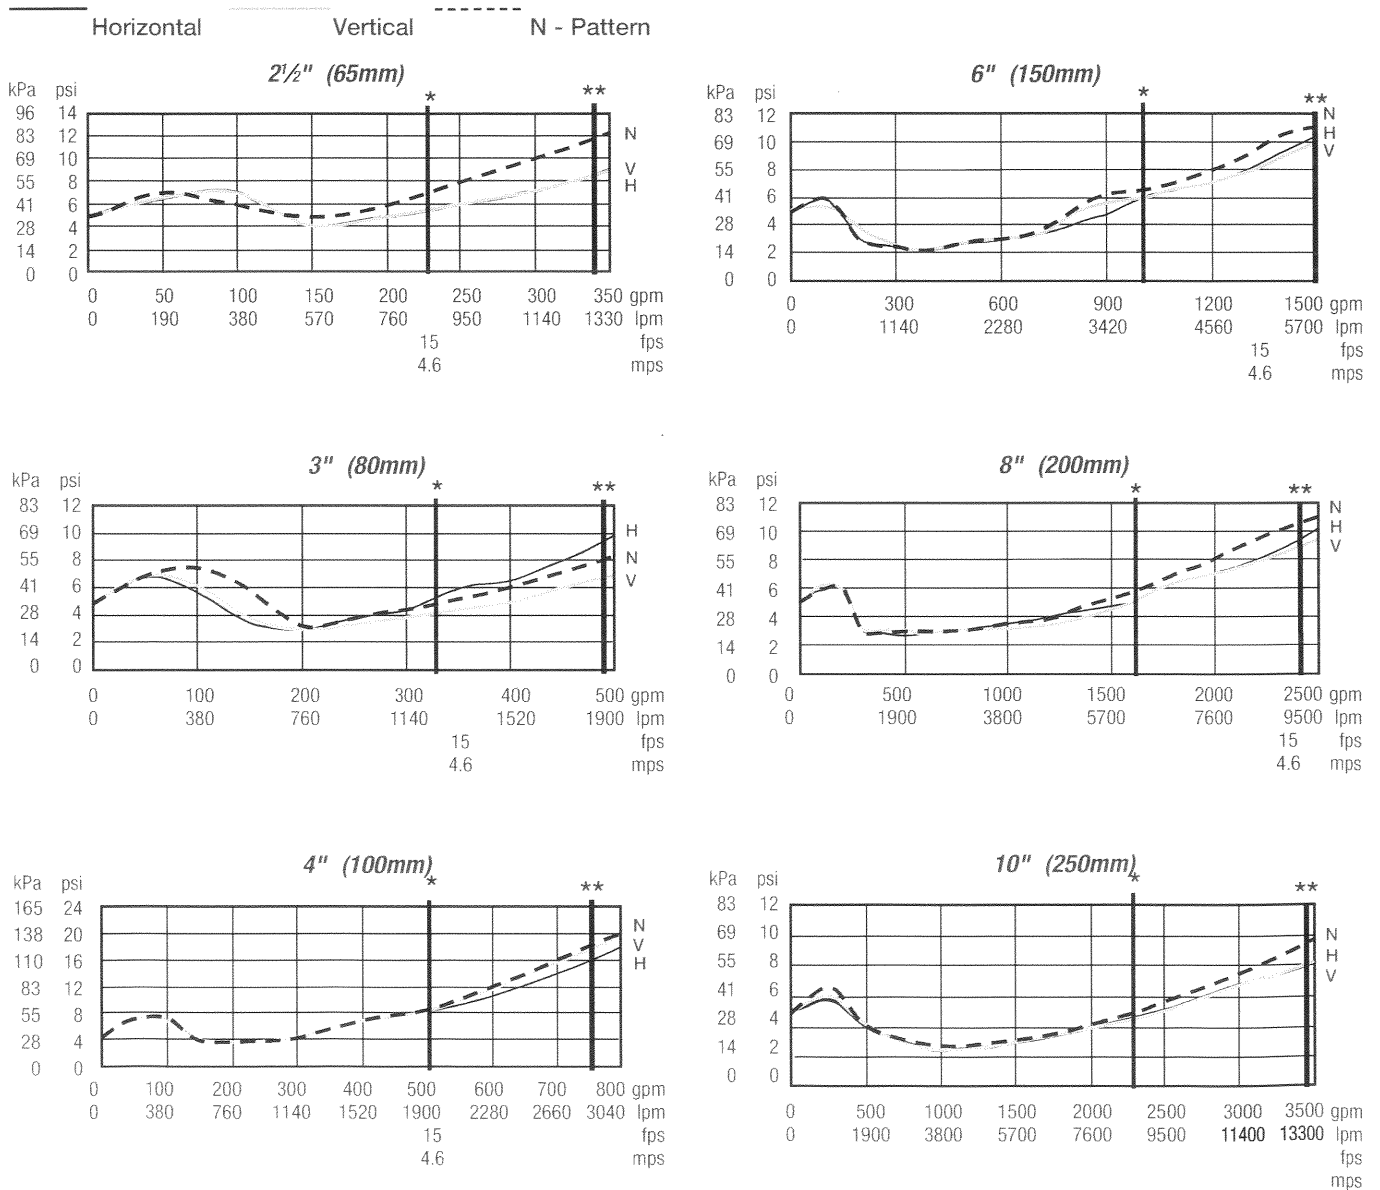 Horizontal Vertical N - Pattern
2½" (65mm)
kPa psi
* **
96 14
83 12
69 10
55 8
41 6
28 4
14 2
0 0
N
V
H
0 50 100 150 200 250 300 350 gpm
0 190 380 570 760 950 1140 1330 lpm
15 fps
4.6 mps
6" (150mm)
kPa psi
* **
83 12
69 10
55 8
41 6
28 4
14 2
0 0
N
H
V
0 300 600 900 1200 1500 gpm
0 1140 2280 3420 4560 5700 lpm
15 fps
4.6 mps
3" (80mm)
kPa psi
* **
83 12
69 10
55 8
41 6
28 4
14 2
0 0
H
N
V
0 100 200 300 400 500 gpm
0 380 760 1140 1520 1900 lpm
15 fps
4.6 mps
8" (200mm)
kPa psi
* **
83 12
69 10
55 8
41 6
28 4
14 2
0 0
N
H
V
0 500 1000 1500 2000 2500 gpm
0 1900 3800 5700 7600 9500 lpm
15 fps
4.6 mps
4" (100mm)
kPa psi
* **
165 24
138 20
110 16
83 12
55 8
28 4
0 0
N
V
H
0 100 200 300 400 500 600 700 800 gpm
0 380 760 1140 1520 1900 2280 2660 3040 lpm
15 fps
4.6 mps
10" (250mm)
kPa psi
* **
83 12
69 10
55 8
41 6
28 4
14 2
0 0
N
H
V
0 500 1000 1500 2000 2500 3000 3500 gpm
0 1900 3800 5700 7600 9500 11400 13300 lpm
fps
mps